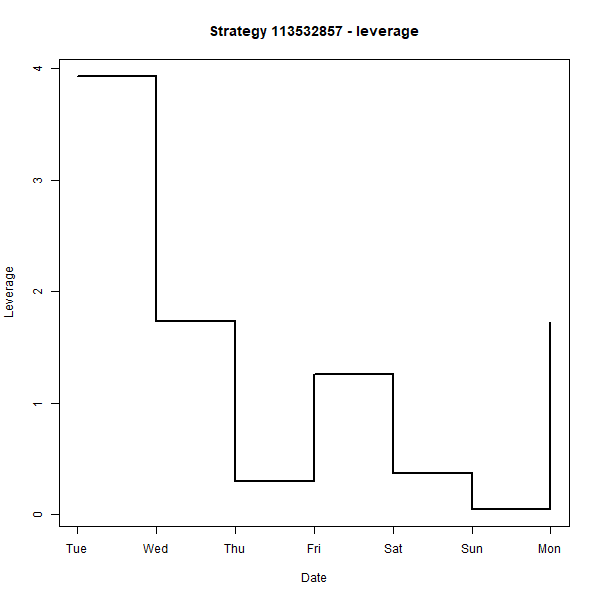 Strategy 113532857 - leverage
4
3
2
1
0
Leverage
Tue Wed Thu Fri Sat Sun Mon
Date